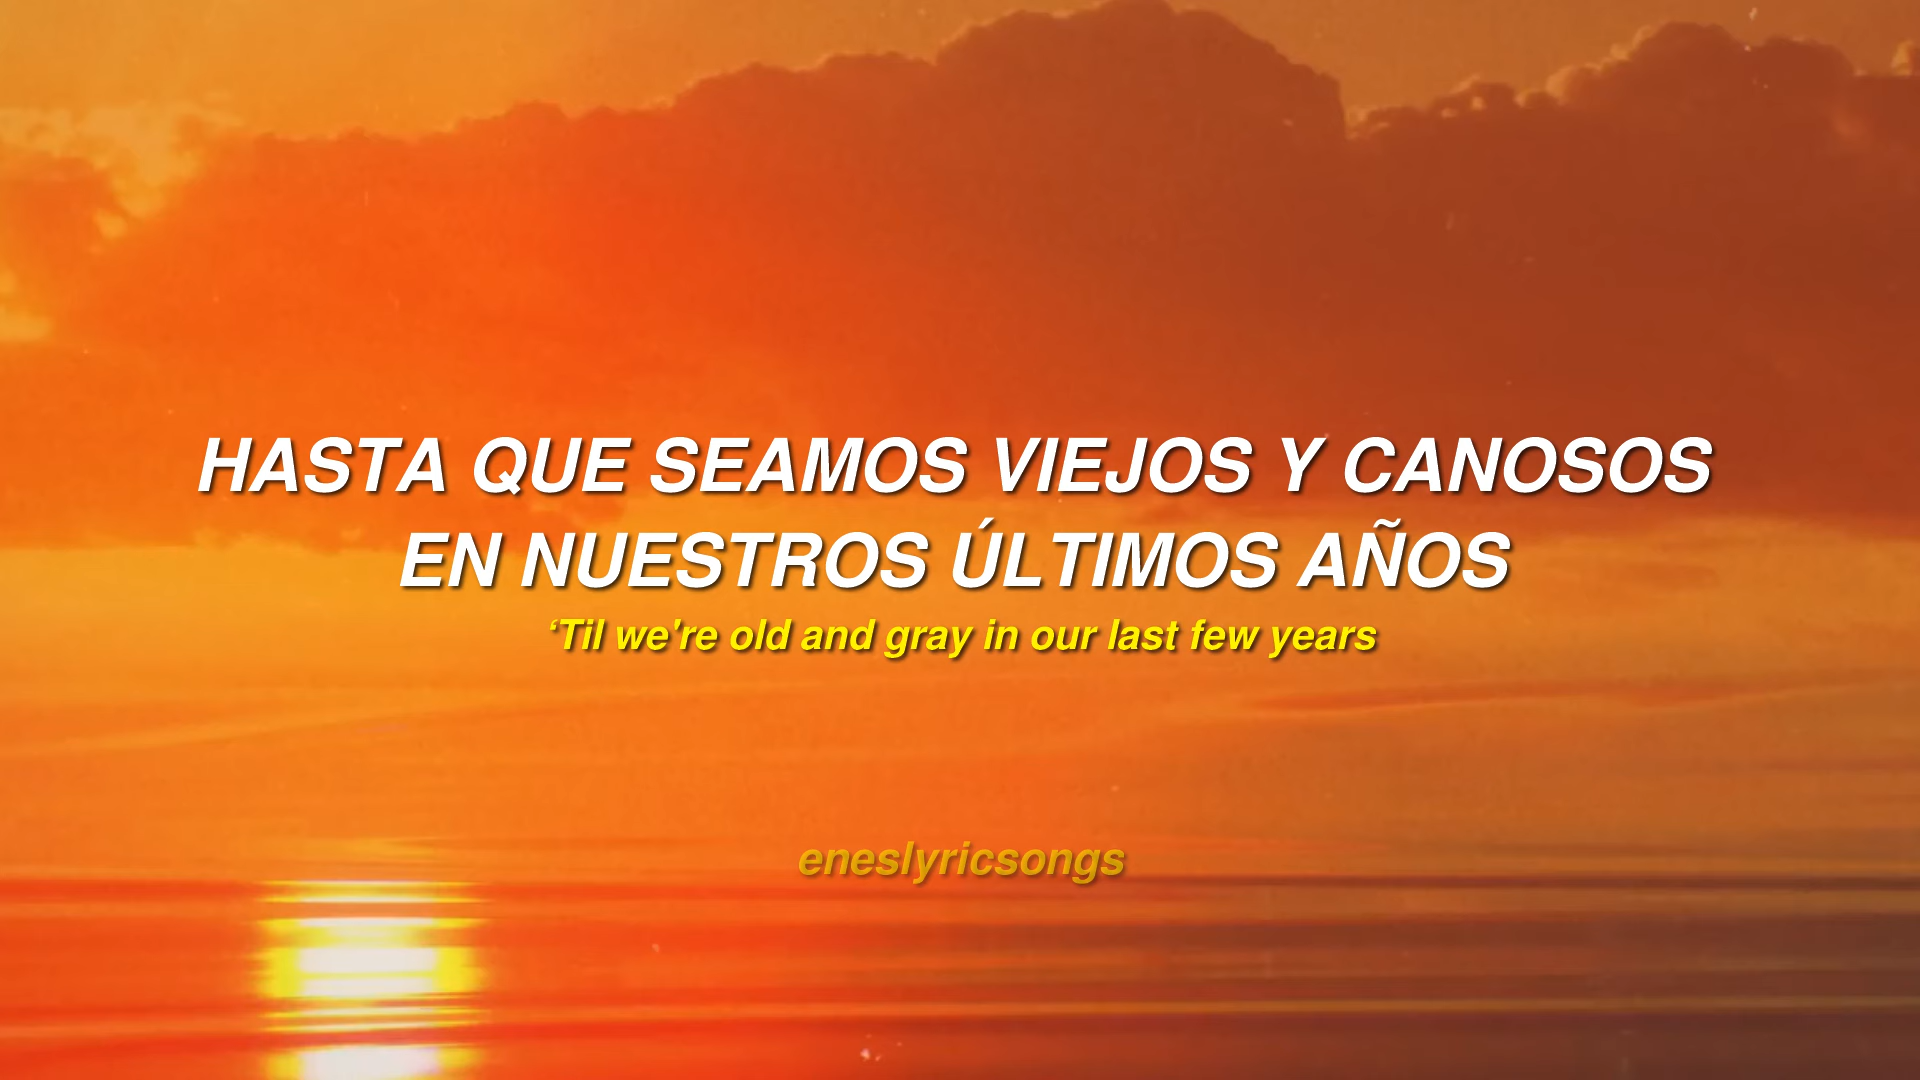 HASTA QUE SEAMOS VIEJOS Y CANOSOS
EN NUESTROS ÚLTIMOS AÑOS
‘Til we're old and gray in our last few years
eneslyricsongs